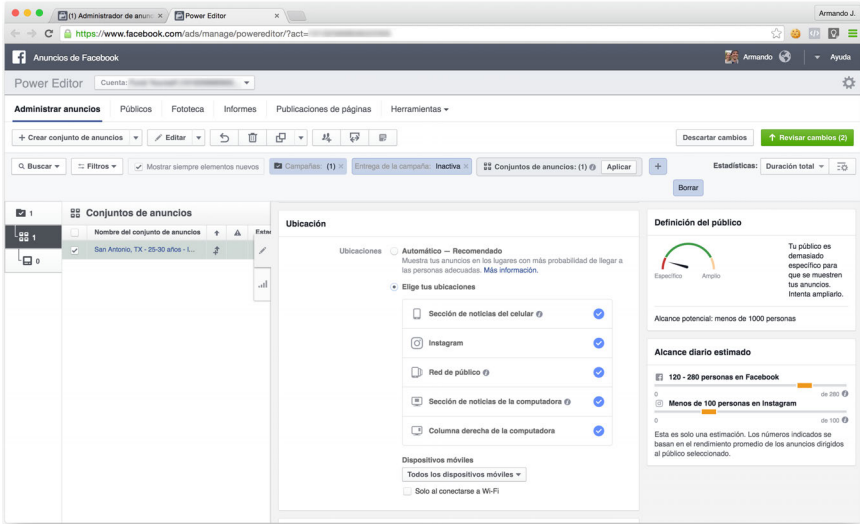 (1) Administrador de anunc
Power Editor
Armando J.
https://www.facebook.com/ads/manage/powereditor/?act=
Anuncios de Facebook
Armando
Ayuda
Power Editor
Cuenta:
Administrar anuncios
Públicos
Fototeca
Informes
Publicaciones de páginas
Herramientas
+ Crear conjunto de anuncios
Editar
Descartar cambios
Revisar cambios (2)
Buscar
Filtros
Mostrar siempre elementos nuevos
Campañas: (1) ×
Entrega de la campaña: Inactiva ×
Conjuntos de anuncios: (1)
Aplicar
+
Estadísticas:
Duración total
Borrar
1
1
0
Conjuntos de anuncios
Nombre del conjunto de anuncios
Estad
San Antonio, TX - 25-30 años - I...
Ubicación
Ubicaciones
Automático — Recomendado
Muestra tus anuncios en los lugares con más probabilidad de llegar a
las personas adecuadas. Más información.
Elige tus ubicaciones
Sección de noticias del celular
Instagram
Red de público
Sección de noticias de la computadora
Columna derecha de la computadora
Dispositivos móviles
Todos los dispositivos móviles
Solo al conectarse a Wi-Fi
Definición del público
Específico
Amplio
Tu público es
demasiado
específico para
que se muestren
tus anuncios.
Intenta ampliarlo.
Alcance potencial: menos de 1000 personas
Alcance diario estimado
120 - 280 personas en Facebook
0
de 280
Menos de 100 personas en Instagram
0
de 100
Esta es solo una estimación. Los números indicados se
basan en el rendimiento promedio de los anuncios dirigidos
al público seleccionado.